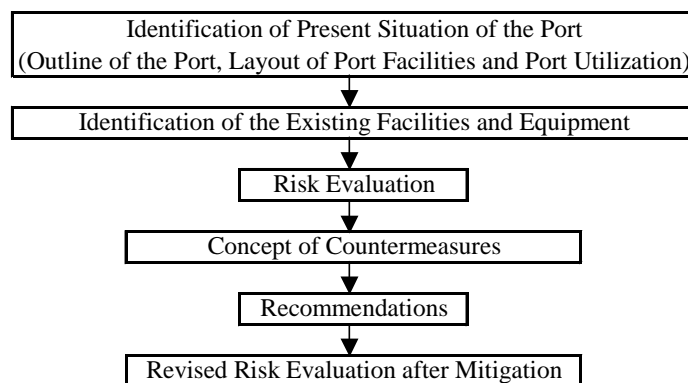 Identification of Present Situation of the Port
(Outline of the Port, Layout of Port Facilities and Port Utilization)
Identification of the Existing Facilities and Equipment
Risk Evaluation
Concept of Countermeasures
Recommendations
Revised Risk Evaluation after Mitigation